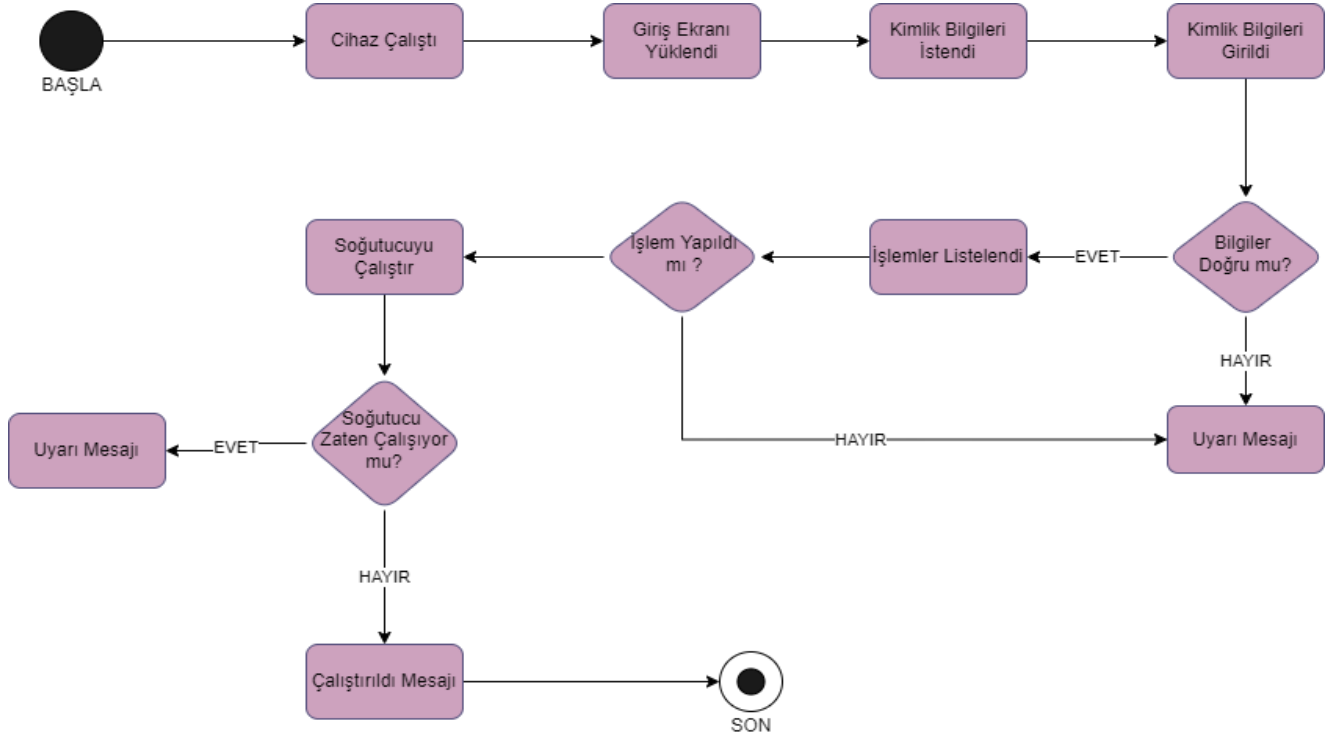 BAŞLA
Cihaz Çalıştı
Giriş Ekranı
Yüklendi
Kimlik Bilgileri
İstendi
Kimlik Bilgileri
Girildi
Bilgiler
Doğru mu?
EVET
İşlemler Listelendi
İşlem Yapıldı
mı ?
Soğutucuyu
Çalıştır
HAYIR
Uyarı Mesajı
HAYIR
Soğutucu
Zaten Çalışıyor
mu?
EVET
Uyarı Mesajı
HAYIR
Çalıştırıldı Mesajı
SON